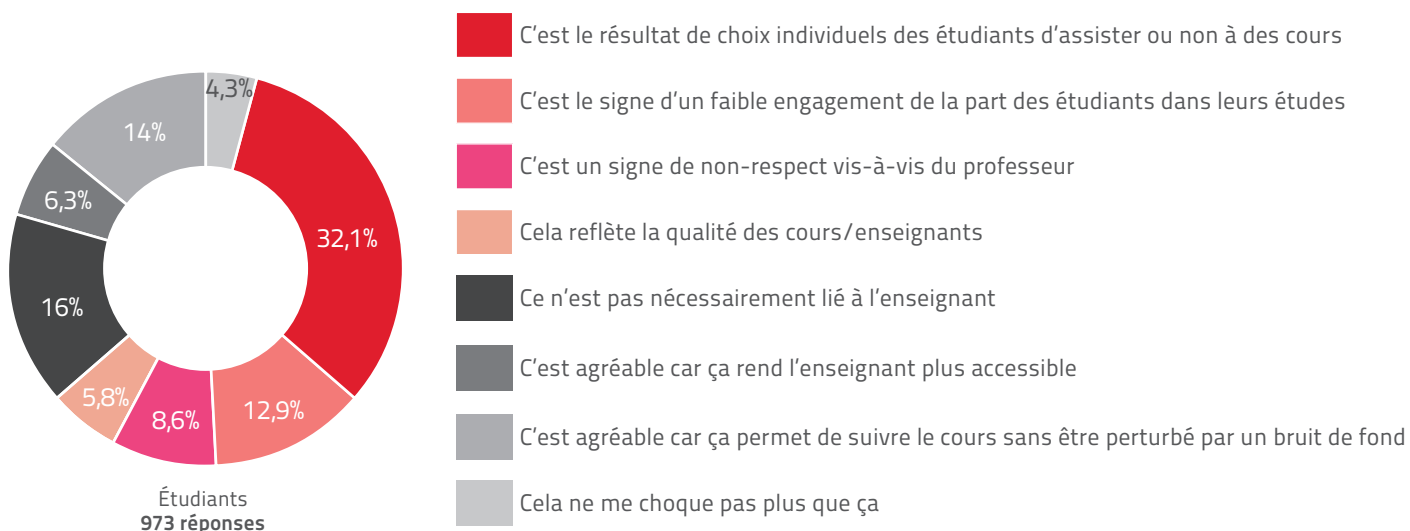 C'est le résultat de choix individuels des étudiants d'assister ou non à des cours
C'est le signe d'un faible engagement de la part des étudiants dans leurs études
C'est un signe de non-respect vis-à-vis du professeur
Cela reflète la qualité des cours/enseignants
Ce n'est pas nécessairement lié à l'enseignant
C'est agréable car ça rend l'enseignant plus accessible
C'est agréable car ça permet de suivre le cours sans être perturbé par un bruit de fond
Cela ne me choque pas plus que ça
4,3%
32,1%
12,9%
8,6%
5,8%
16%
6,3%
14%
Étudiants
973 réponses